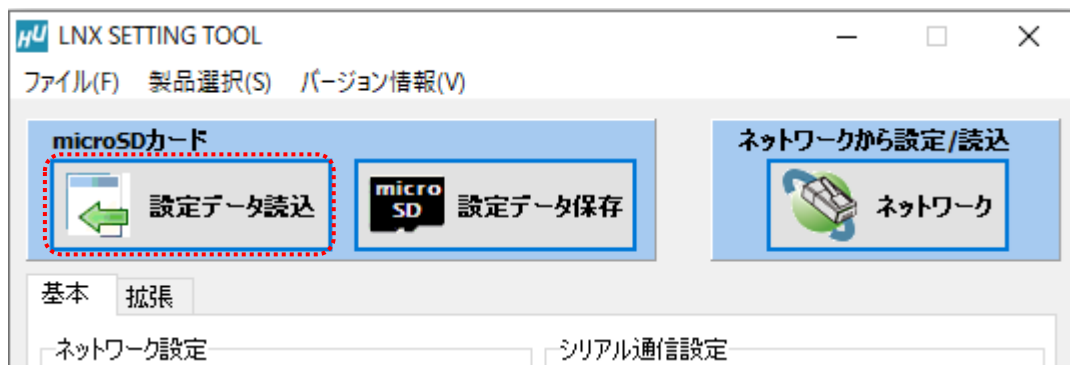 HU LNX SETTING TOOL
ファイル(F) 製品選択(S) バージョン情報(V)
microSDカード
設定データ読込
micro
SD
設定データ保存
ネットワークから設定/読込
ネットワーク
基本 拡張
ネットワーク設定
シリアル通信設定